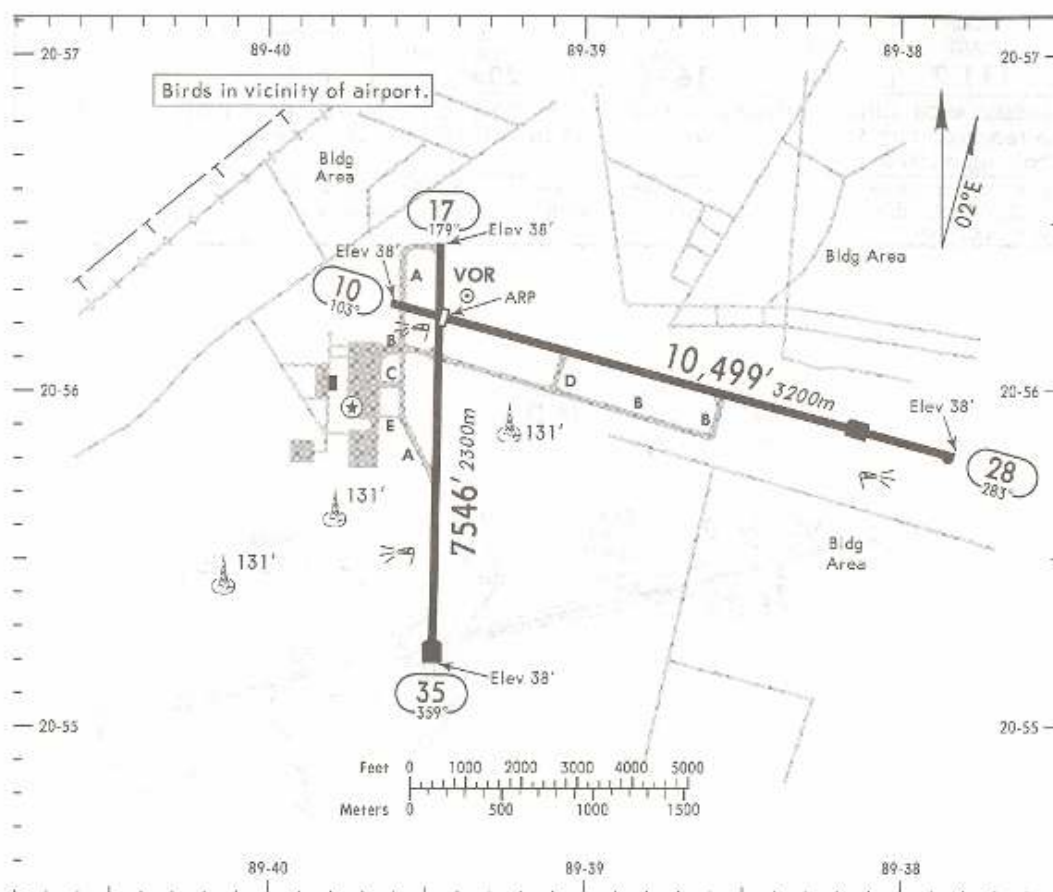 89-40
89-39
89-38
20-57
20-57
Birds in vicinity of airport.
Bldg
Area
02°E
17
179°
Elev 38'
Elev 38'
A
VOR
Bldg Area
10
103°
ARP
B
10,499' 3200m
C
D
20-56
20-56
B
B
Elev 38'
E
131'
A
7546' 2300m
28
283°
131'
Bldg
Area
131'
Elev 38'
35
359°
20-55
20-55
Feet 0 1000 2000 3000 4000 5000
Meters 0 500 1000 1500
89-40
89-39
89-38